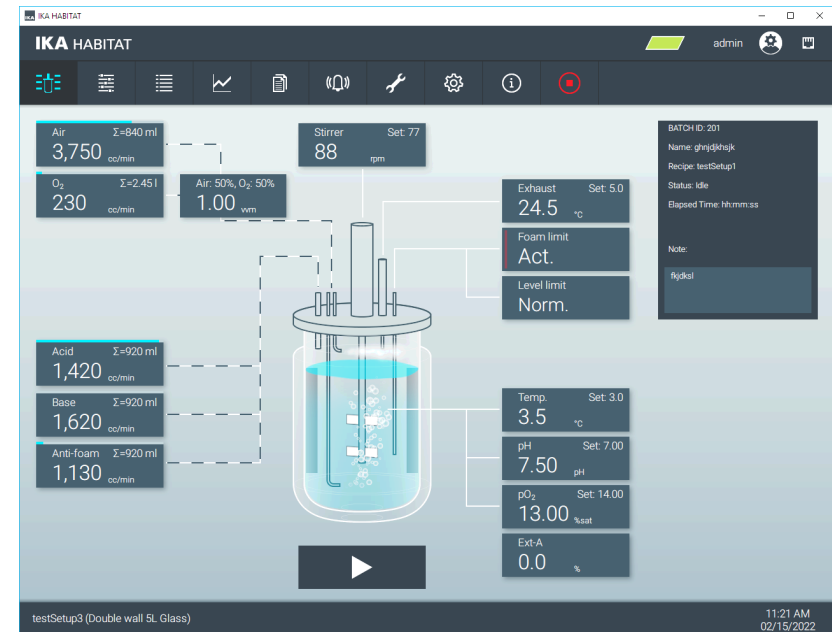 IKA HABITAT
IKA HABITAT
admin
Air Σ=840 ml
3,750 cc/min
O₂ Σ=2.45 l
230 cc/min
Air: 50%, O₂: 50%
1.00 vvm
Stirrer Set: 77
88 rpm
Exhaust Set: 5.0
24.5 °C
Foam limit
Act.
Level limit
Norm.
BATCH ID: 201
Name: ghnjdjkhsjk
Recipe: testSetup1
Status: Idle
Elapsed Time: hh:mm:ss
Note:
fkjdksl
Acid Σ=920 ml
1,420 cc/min
Base Σ=920 ml
1,620 cc/min
Anti-foam Σ=920 ml
1,130 cc/min
Temp. Set: 3.0
3.5 °C
pH Set: 7.00
7.50 pH
pO₂ Set: 14.00
13.00 %sat
Ext-A
0.0 %
testSetup3 (Double wall 5L Glass)
11:21 AM
02/15/2022